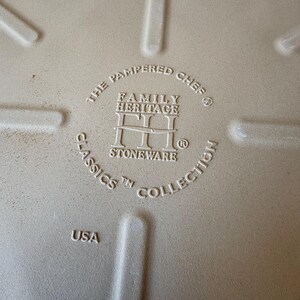 THE PAMPERED CHEF®
FAMILY
HERITAGE
FH®
STONEWARE
CLASSICS™ COLLECTION
USA